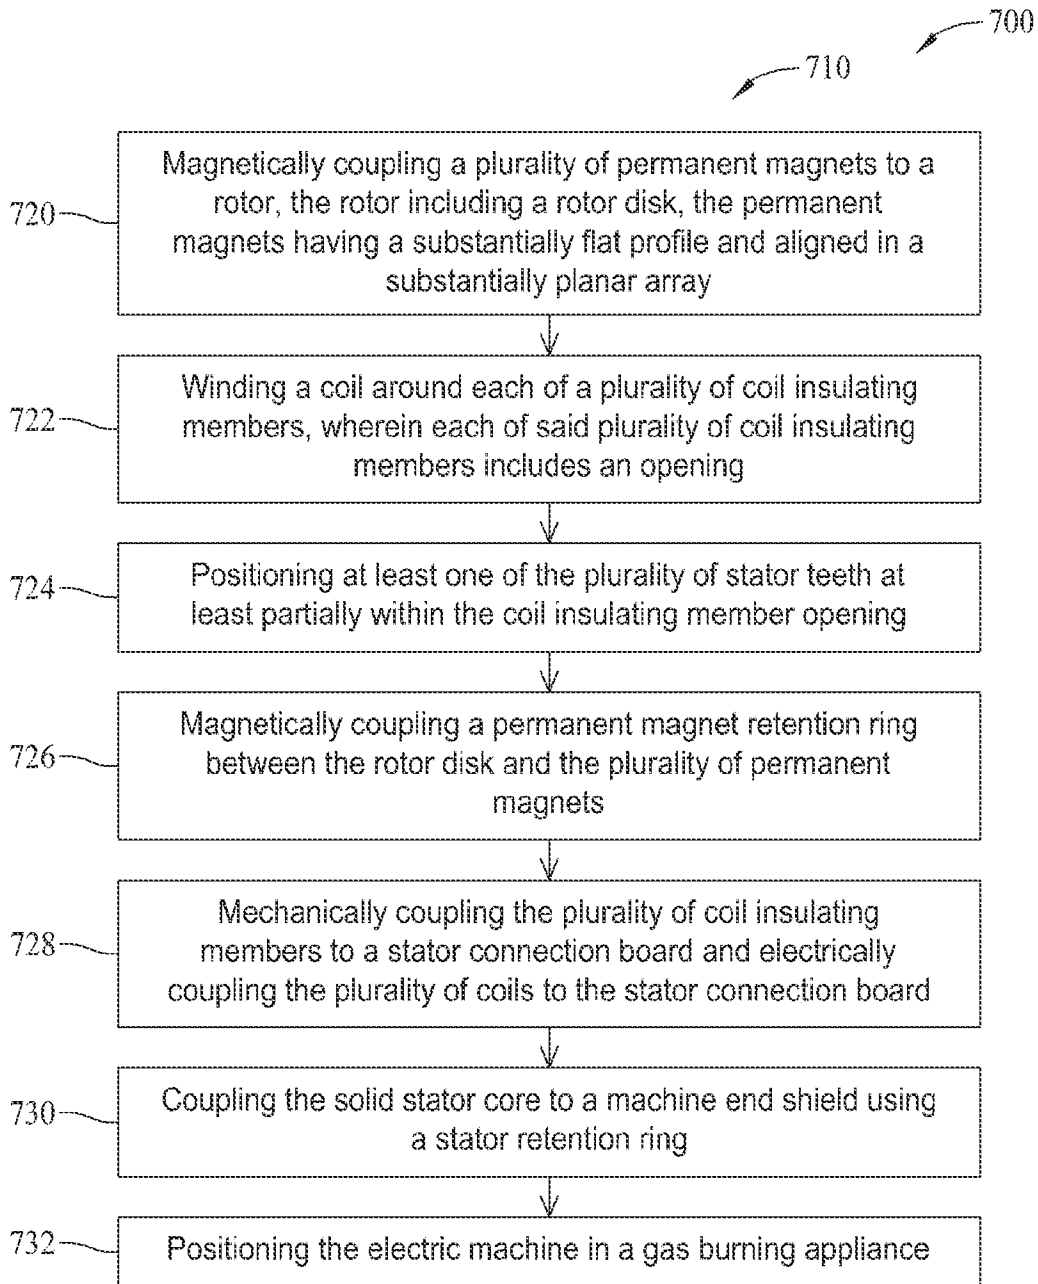 700
710
720
Magnetically coupling a plurality of permanent magnets to a
rotor, the rotor including a rotor disk, the permanent
magnets having a substantially flat profile and aligned in a
substantially planar array
722
Winding a coil around each of a plurality of coil insulating
members, wherein each of said plurality of coil insulating
members includes an opening
724
Positioning at least one of the plurality of stator teeth at
least partially within the coil insulating member opening
726
Magnetically coupling a permanent magnet retention ring
between the rotor disk and the plurality of permanent
magnets
728
Mechanically coupling the plurality of coil insulating
members to a stator connection board and electrically
coupling the plurality of coils to the stator connection board
730
Coupling the solid stator core to a machine end shield using
a stator retention ring
732
Positioning the electric machine in a gas burning appliance